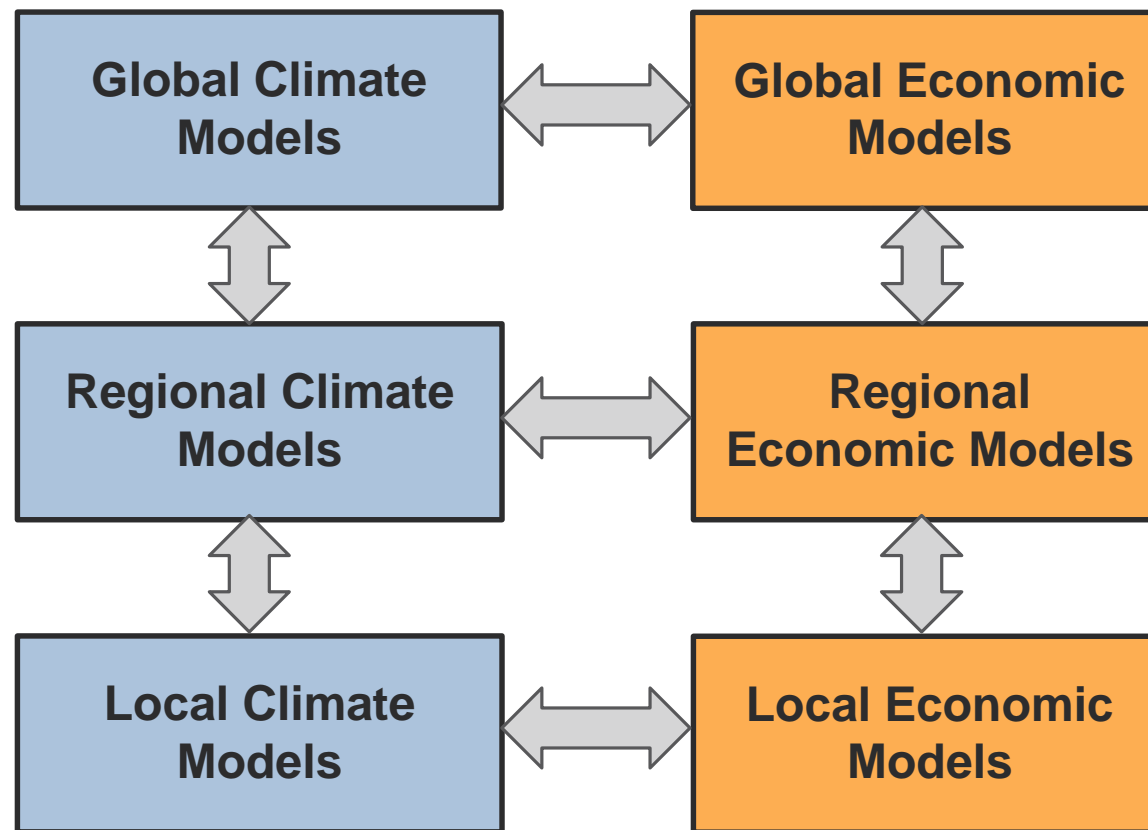 Global Climate
Models
Global Economic
Models
Regional Climate
Models
Regional
Economic Models
Local Climate
Models
Local Economic
Models